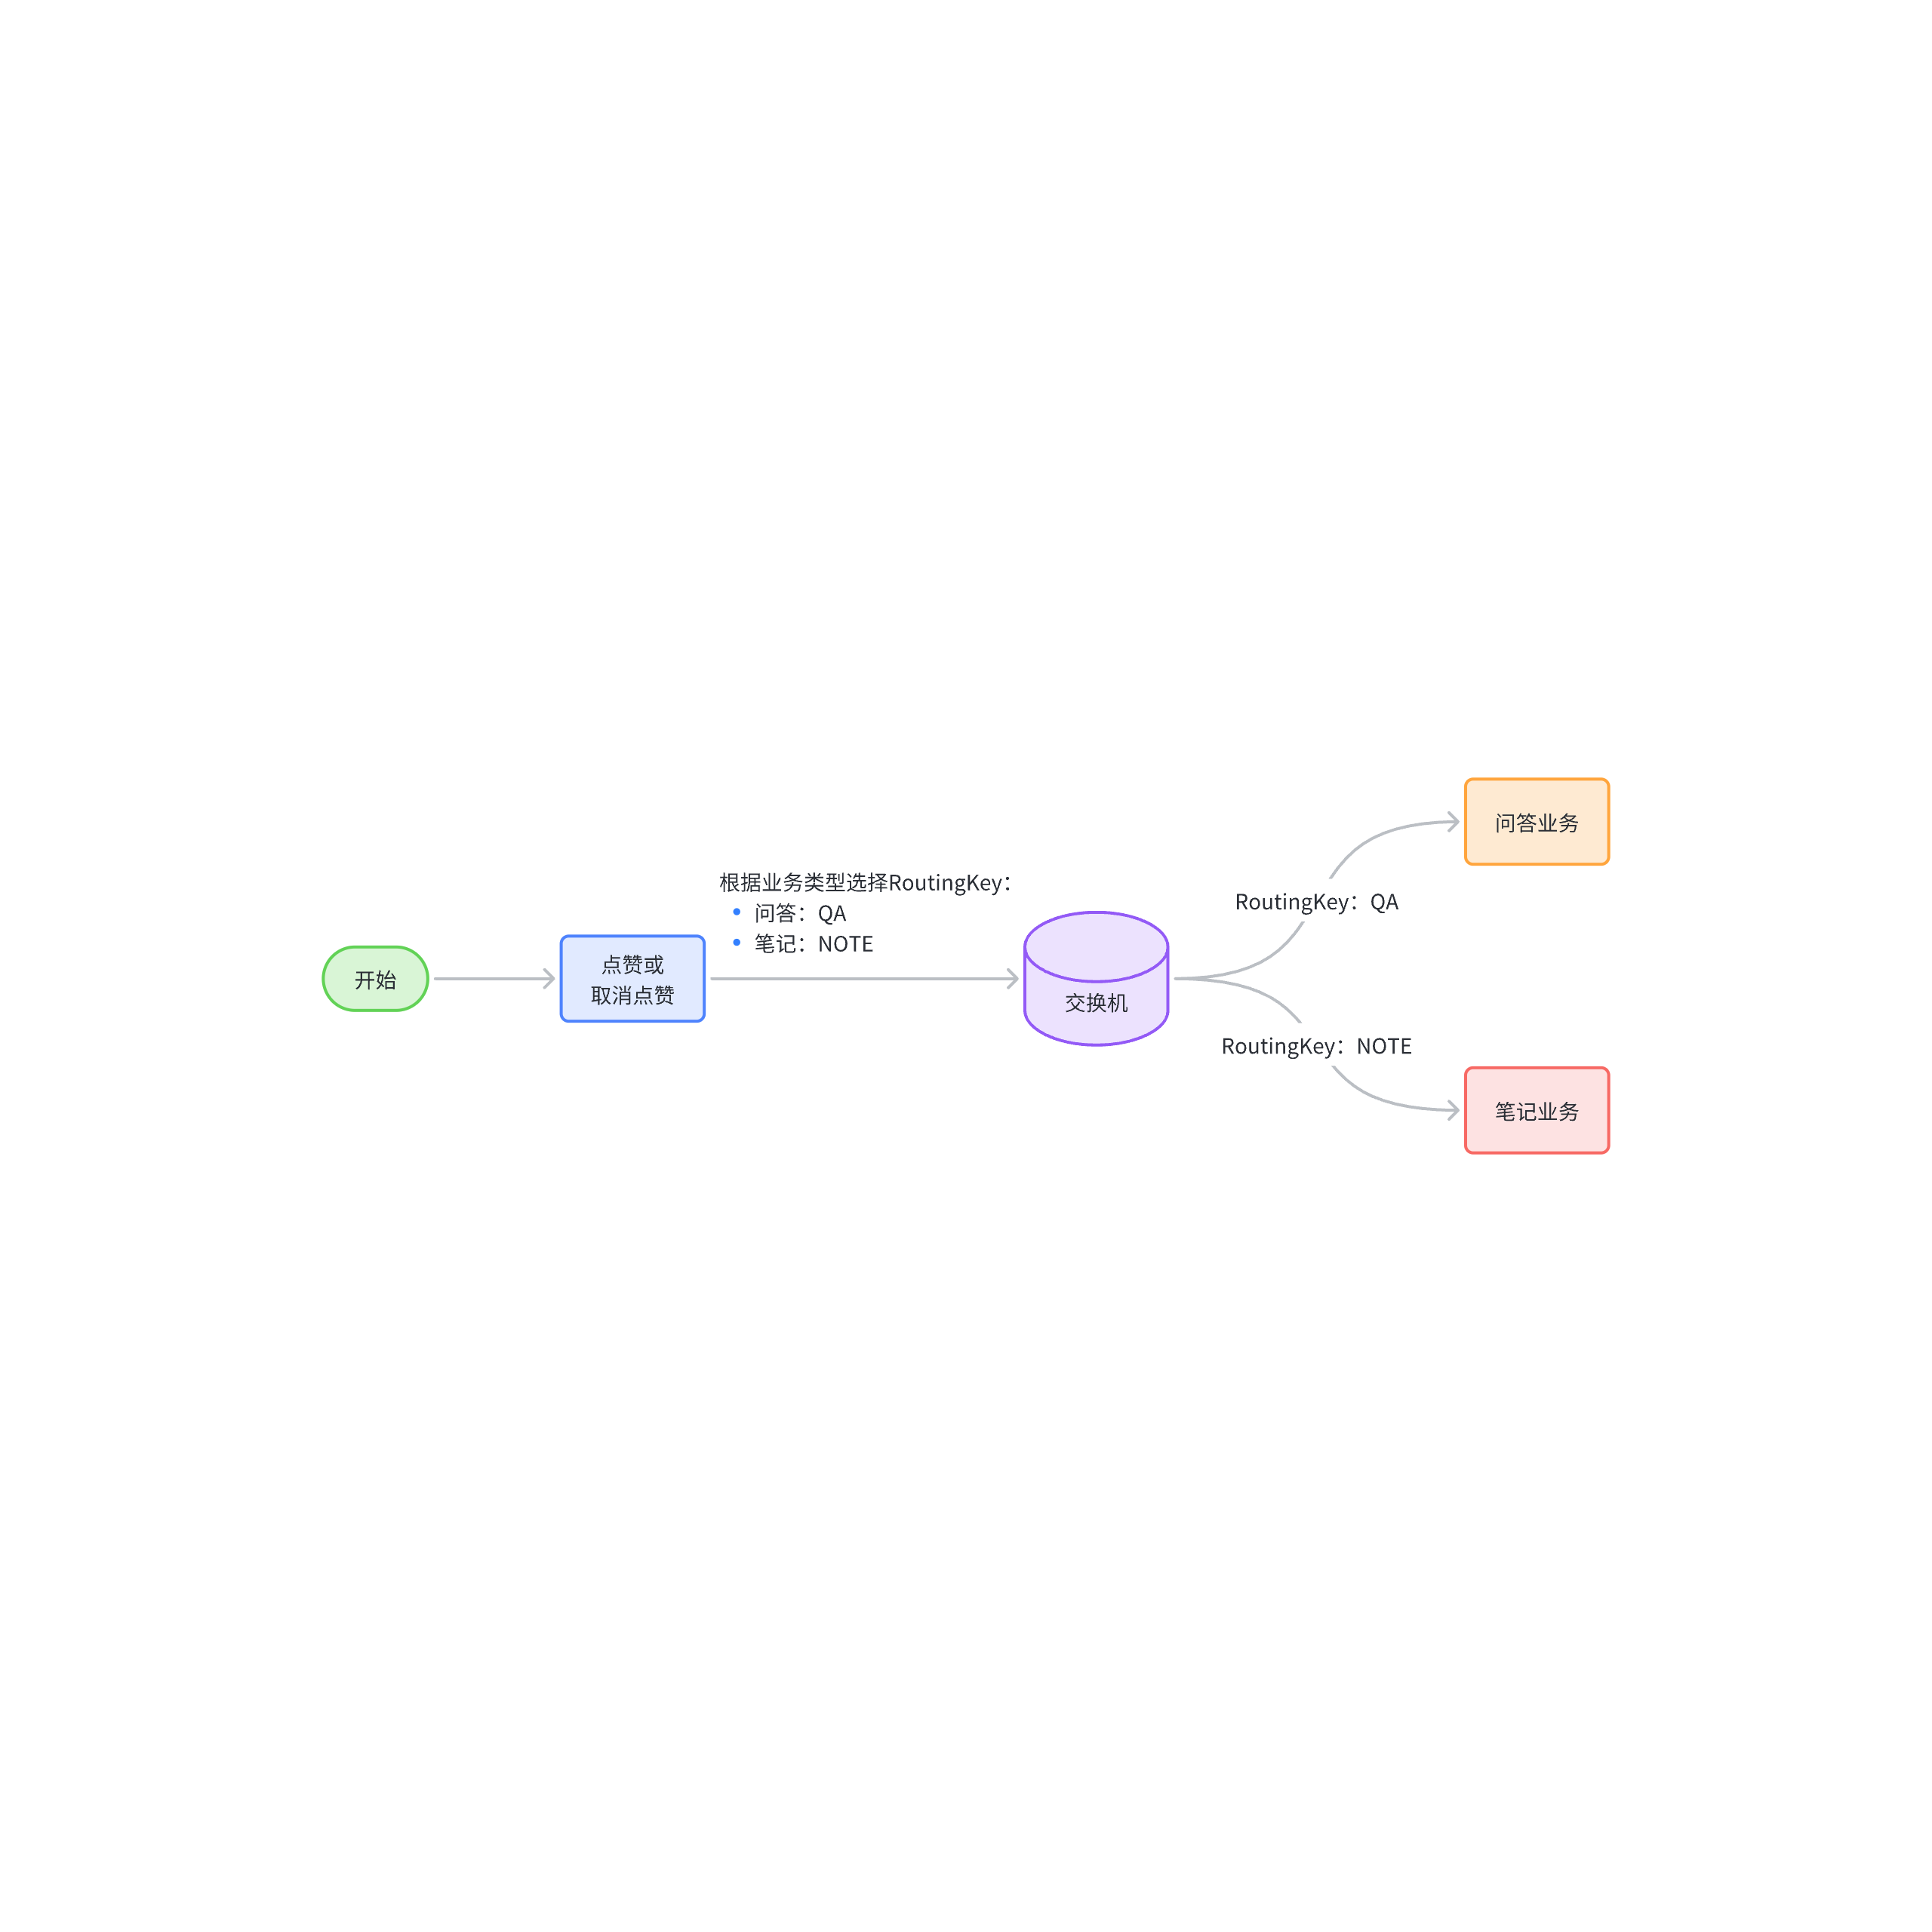 开始
点赞或
取消点赞
根据业务类型选择RoutingKey：
问答：QA
笔记：NOTE
交换机
RoutingKey：QA
RoutingKey：NOTE
问答业务
笔记业务